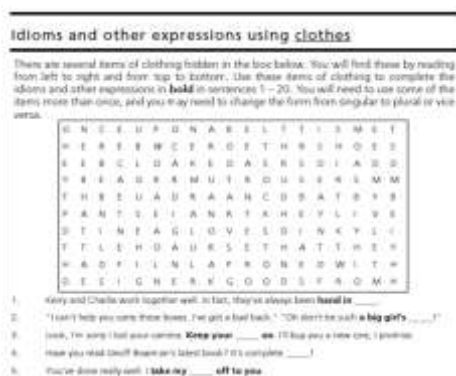 Idioms and other expressions using clothes
There are several items of clothing hidden in the box below. You will find these by reading
from left to right and from top to bottom. Use these items of clothing to complete the
idioms and other expressions in bold in sentences 1 – 20. You will need to use some of the
items more than once, and you may need to change the form from singular to plural or vice
versa.
O N C E U P O N A B E L T T I S M E T
H E R E B W C E R O E T H R S H O E S
E E B C L O A K E D A S R S D I A D D
T H B E U A D R A A N C O B A T B Y B
P A N T S E I A N A T A H E Y L I V E
D T I N E A G L O V E S D I N K Y L I
T T L E H O A U R S E T H A T T H E Y
H A D F I L N L A P R O N E D W I T H
D E S I G N E R K G O O D S F R O M H
1. Kerry and Charlie work together well. In fact, they've always been hand in ____.
2. "I can't help you carry those boxes. I've got a bad back." "Oh don't be such a big girl's ____!"
3. Look, I'm sorry I lost your camera. Keep your ____ on. I'll buy you a new one, I promise.
4. Have you read Geoff Boarman's latest book? It's complete ____!
5. You've done really well. I take my ____ off to you.